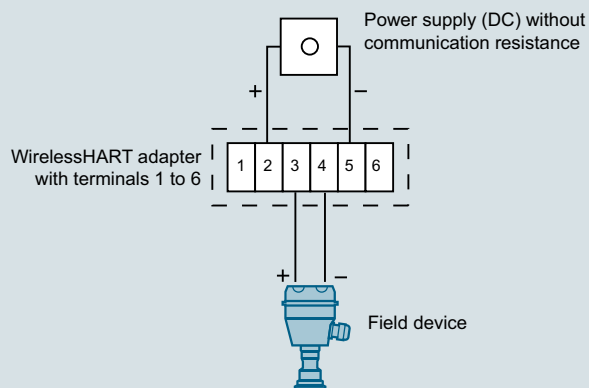 Power supply (DC) without
communication resistance
+ –
WirelessHART adapter
with terminals 1 to 6
1 2 3 4 5 6
+ –
Field device